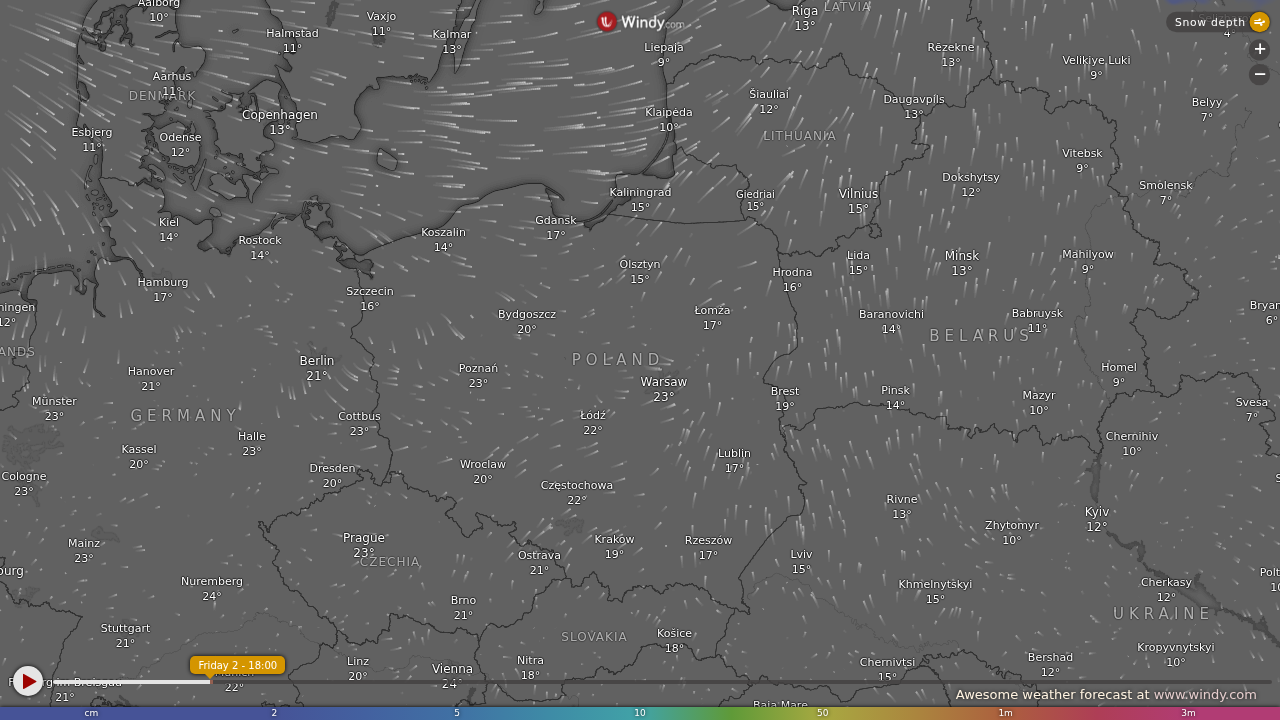 Aalborg
10°
Halmstad
11°
Vaxjo
11°
Kalmar
13°
Windy.com
Liepaja
9°
Riga
13°
LATVIA
Rēzekne
13°
Velikiye Luki
9°
4°
Snow depth
+
−
Aarhus
11°
DENMARK
Copenhagen
13°
Esbjerg
11°
Odense
12°
Klaipėda
10°
Šiauliai
12°
LITHUANIA
Daugavpils
13°
Belyy
7°
Vitebsk
9°
Dokshytsy
12°
Smolensk
7°
Kaliningrad
15°
Giedriai
15°
Vilnius
15°
Kiel
14°
Rostock
14°
Koszalin
14°
Gdansk
17°
Olsztyn
15°
Hrodna
16°
Lida
15°
Minsk
13°
Mahilyow
9°
Hamburg
17°
Szczecin
16°
Bydgoszcz
20°
Łomża
17°
Baranovichi
14°
Babruysk
11°
BELARUS
6°
12°
Hanover
21°
Berlin
21°
Poznań
23°
POLAND
Warsaw
23°
Brest
19°
Pinsk
14°
Mazyr
10°
Homel
9°
Svesa
7°
Münster
23°
GERMANY
Cottbus
23°
Łódź
22°
Kassel
20°
Halle
23°
Lublin
17°
Chernihiv
10°
Cologne
23°
Dresden
20°
Wroclaw
20°
Częstochowa
22°
Rivne
13°
Zhytomyr
10°
Kyiv
12°
Mainz
23°
Prague
23°
CZECHIA
Ostrava
21°
Kraków
19°
Rzeszów
17°
Lviv
15°
Nuremberg
24°
Brno
21°
Khmelnytskyi
15°
Cherkasy
12°
UKRAINE
Stuttgart
21°
SLOVAKIA
Košice
18°
Kropyvnytskyi
10°
Friday 2 - 18:00
22°
21°
Linz
20°
Vienna
24°
Nitra
18°
Chernivtsi
15°
Bershad
12°
Baia Mare
Awesome weather forecast at www.windy.com
cm 2 5 10 50 1m 3m